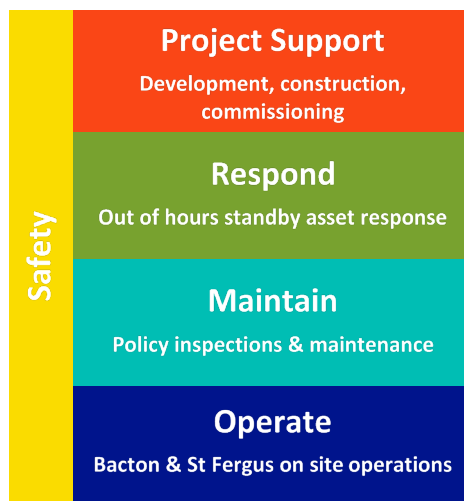 Safety
Project Support
Development, construction,
commissioning
Respond
Out of hours standby asset response
Maintain
Policy inspections & maintenance
Operate
Bacton & St Fergus on site operations